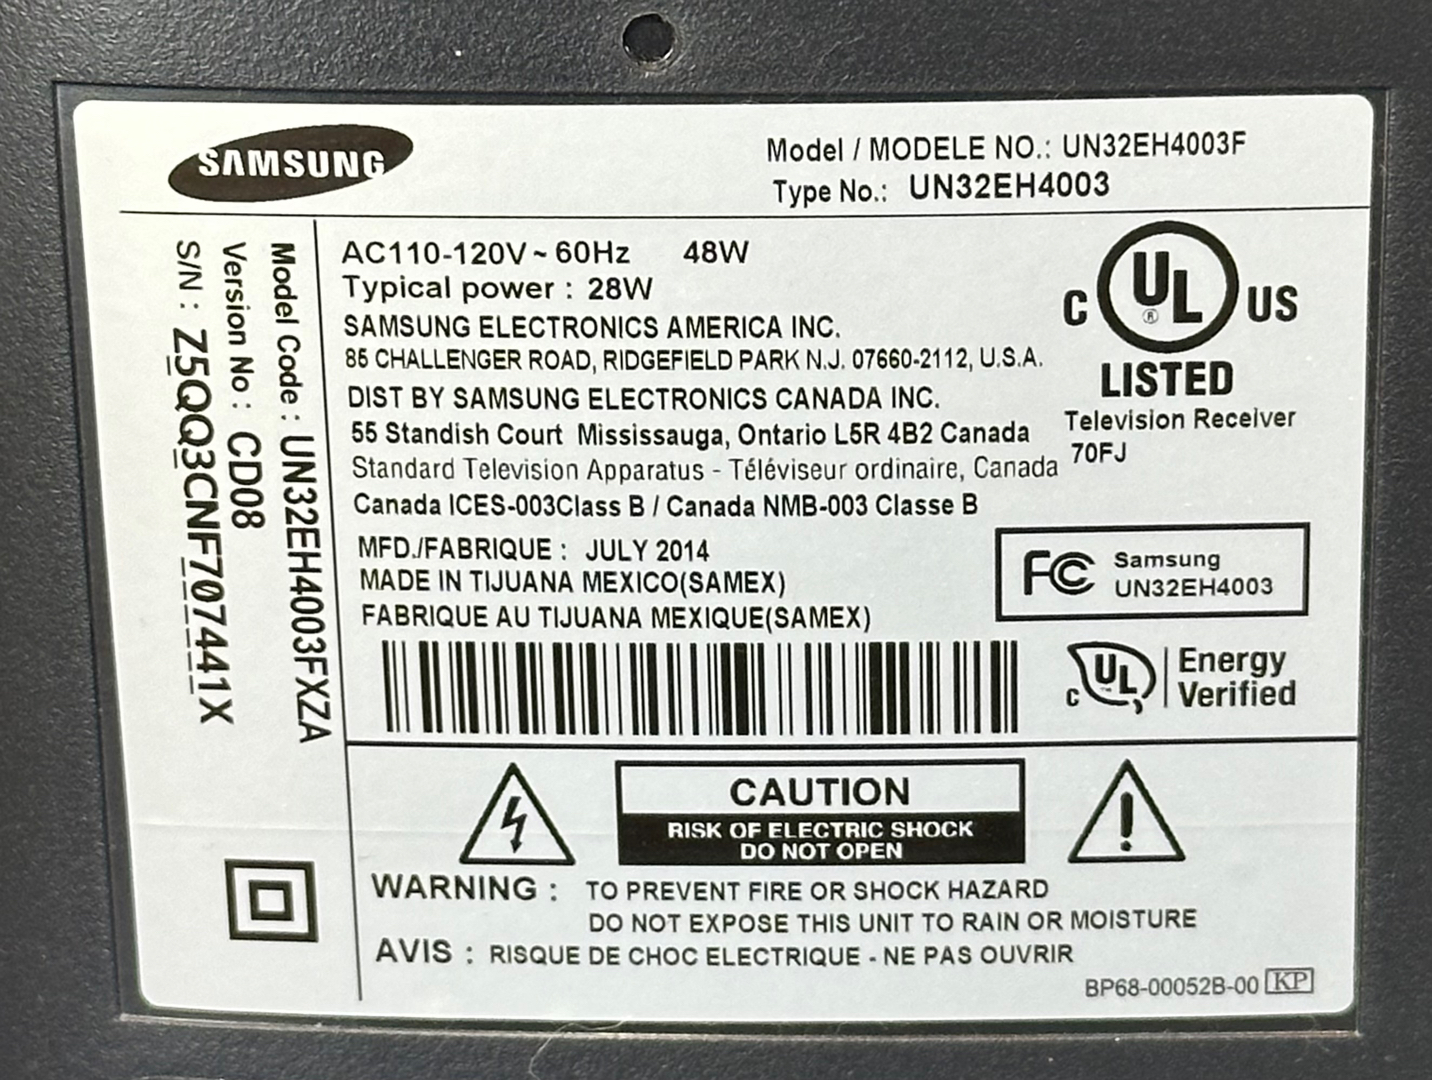 SAMSUNG
Model / MODELE NO.: UN32EH4003F
Type No.: UN32EH4003
AC110-120V ~ 60Hz 48W
Typical power : 28W
SAMSUNG ELECTRONICS AMERICA INC.
85 CHALLENGER ROAD, RIDGEFIELD PARK N.J. 07660-2112, U.S.A.
DIST BY SAMSUNG ELECTRONICS CANADA INC.
55 Standish Court Mississauga, Ontario L5R 4B2 Canada
Standard Television Apparatus - Téléviseur ordinaire, Canada
Canada ICES-003Class B / Canada NMB-003 Classe B
MFD./FABRIQUE : JULY 2014
MADE IN TIJUANA MEXICO(SAMEX)
FABRIQUE AU TIJUANA MEXIQUE(SAMEX)
C UL ® US
LISTED
Television Receiver
70FJ
FC Samsung
UN32EH4003
C UL Energy
Verified
Model Code : UN32EH4003FXZA
Version No : CD08
S/N : Z5QQ3CNF707441X
CAUTION
RISK OF ELECTRIC SHOCK
DO NOT OPEN
WARNING : TO PREVENT FIRE OR SHOCK HAZARD
DO NOT EXPOSE THIS UNIT TO RAIN OR MOISTURE
AVIS : RISQUE DE CHOC ELECTRIQUE - NE PAS OUVRIR
BP68-00052B-00 KP